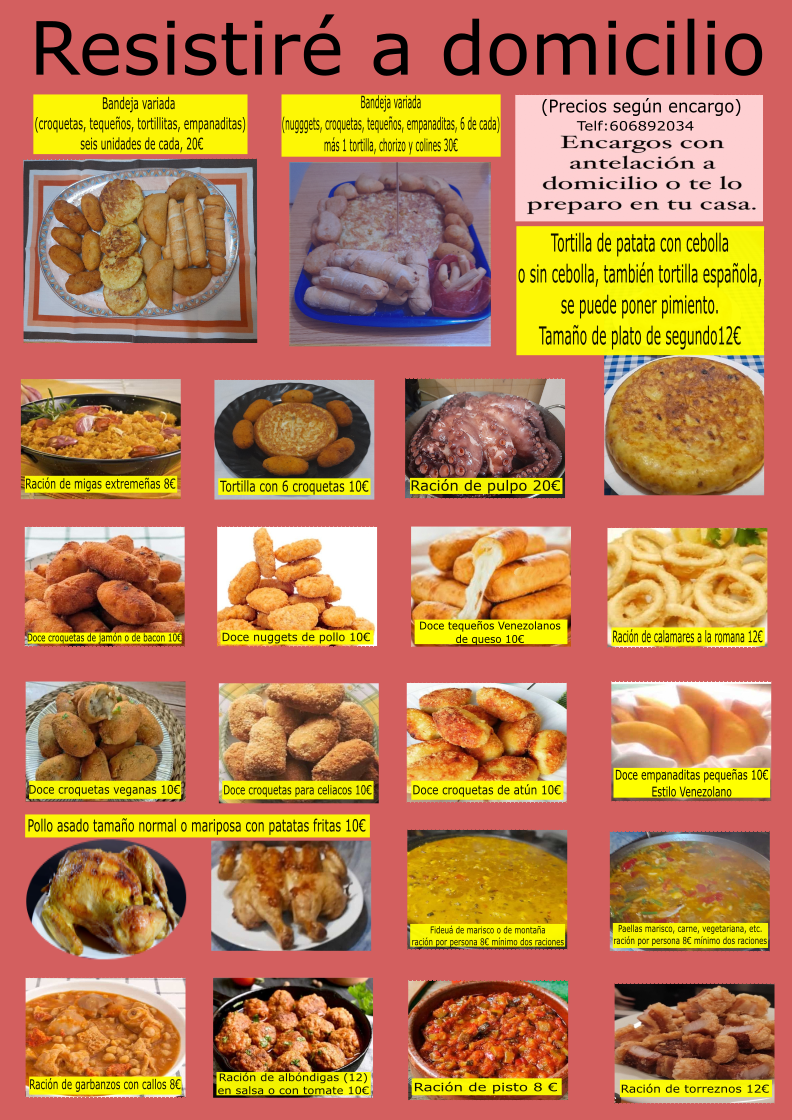 Resistiré a domicilio
Bandeja variada
(croquetas, tequeños, tortillitas, empanaditas)
seis unidades de cada, 20€
Bandeja variada
(nugggets, croquetas, tequeños, empanaditas, 6 de cada)
más 1 tortilla, chorizo y colines 30€
(Precios según encargo)
Telf:606892034
Encargos con
antelación a
domicilio o te lo
preparo en tu casa.
Tortilla de patata con cebolla
o sin cebolla, también tortilla española,
se puede poner pimiento.
Tamaño de plato de segundo12€
Ración de migas extremeñas 8€
Tortilla con 6 croquetas 10€
Ración de pulpo 20€
Doce croquetas de jamón o de bacon 10€
Doce nuggets de pollo 10€
Doce tequeños Venezolanos
de queso 10€
Ración de calamares a la romana 12€
Doce croquetas veganas 10€
Doce croquetas para celiacos 10€
Doce croquetas de atún 10€
Doce empanaditas pequeñas 10€
Estilo Venezolano
Pollo asado tamaño normal o mariposa con patatas fritas 10€
Fideuá de marisco o de montaña
ración por persona 8€ mínimo dos raciones
Paellas marisco, carne, vegetariana, etc.
ración por persona 8€ mínimo dos raciones
Ración de garbanzos con callos 8€
Ración de albóndigas (12)
en salsa o con tomate 10€
Ración de pisto 8 €
Ración de torreznos 12€